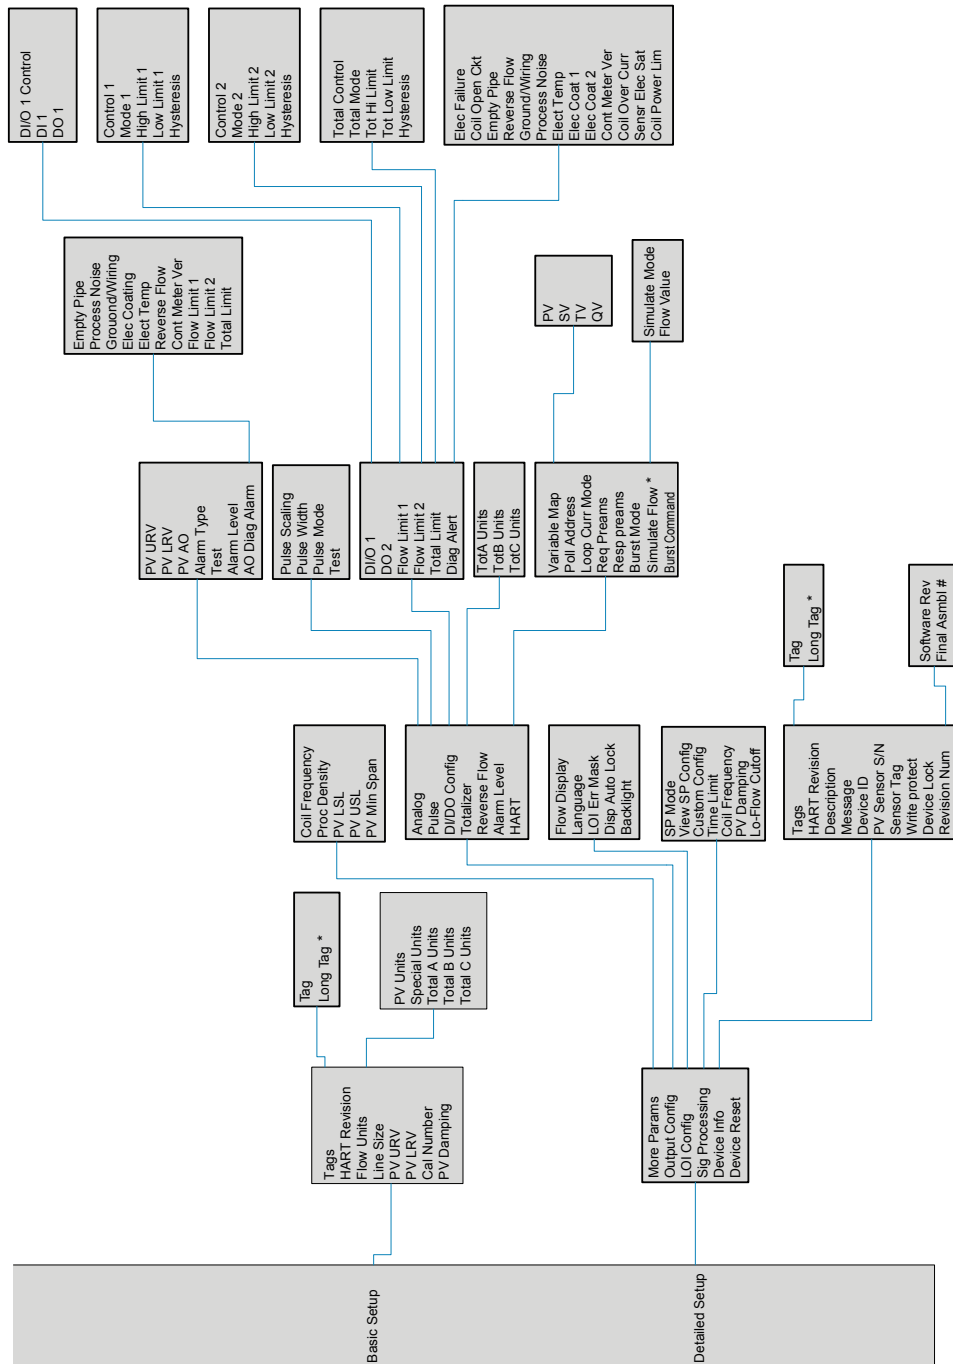 Basic Setup
Detailed Setup
Tags
HART Revision
Flow Units
Line Size
PV URV
PV LRV
Cal Number
PV Damping
More Params
Output Config
LOI Config
Sig Processing
Device Info
Device Reset
Tag
Long Tag *
PV Units
Special Units
Total A Units
Total B Units
Total C Units
Coil Frequency
Proc Density
PV LSL
PV USL
PV Min Span
Analog
Pulse
DI/DO Config
Totalizer
Reverse Flow
Alarm Level
HART
Flow Display
Language
LOI Err Mask
Disp Auto Lock
Backlight
SP Mode
View SP Config
Custom Config
Time Limit
Coil Frequency
PV Damping
Lo-Flow Cutoff
Tags
HART Revision
Description
Message
Device ID
PV Sensor S/N
Sensor Tag
Write protect
Device Lock
Revision Num
PV URV
PV LRV
PV AO
Alarm Type
Test
Alarm Level
AO Diag Alarm
Pulse Scaling
Pulse Width
Pulse Mode
Test
DI/O 1
DO 2
Flow Limit 1
Flow Limit 2
Total Limit
Diag Alert
TotA Units
TotB Units
TotC Units
Variable Map
Poll Address
Loop Curr Mode
Req Preams
Resp preams
Burst Mode
Simulate Flow *
Burst Command
Tag
Long Tag *
Software Rev
Final Asmbl #
Empty Pipe
Process Noise
Grouond/Wiring
Elec Coating
Elect Temp
Reverse Flow
Cont Meter Ver
Flow Limit 1
Flow Limit 2
Total Limit
PV
SV
TV
QV
Simulate Mode
Flow Value
DI/O 1 Control
DI 1
DO 1
Control 1
Mode 1
High Limit 1
Low Limit 1
Hysteresis
Control 2
Mode 2
High Limit 2
Low Limit 2
Hysteresis
Total Control
Total Mode
Tot Hi Limit
Tot Low Limit
Hysteresis
Elec Failure
Coil Open Ckt
Empty Pipe
Reverse Flow
Ground/Wiring
Process Noise
Elect Temp
Elec Coat 1
Elec Coat 2
Cont Meter Ver
Coil Over Curr
Sensr Elec Sat
Coil Power Lim